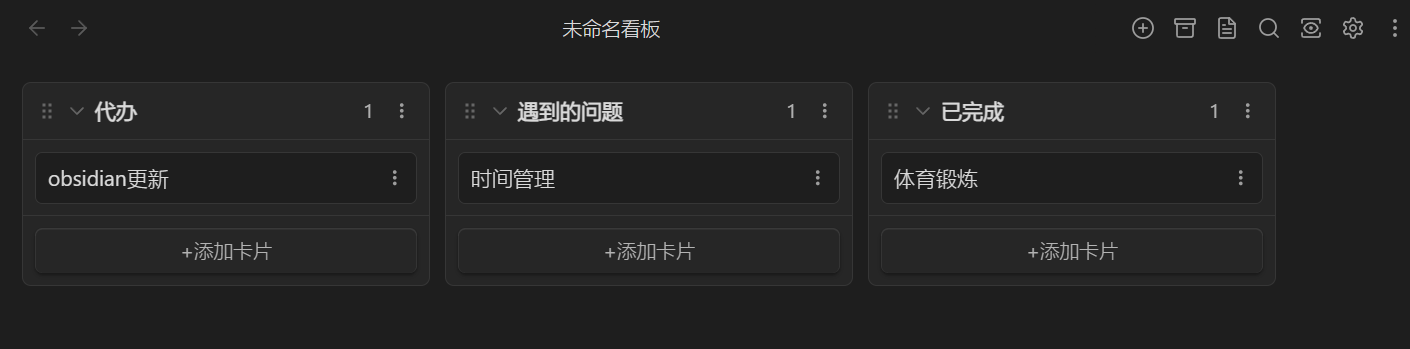 未命名看板
代办 1
obsidian更新
+添加卡片
遇到的问题 1
时间管理
+添加卡片
已完成 1
体育锻炼
+添加卡片